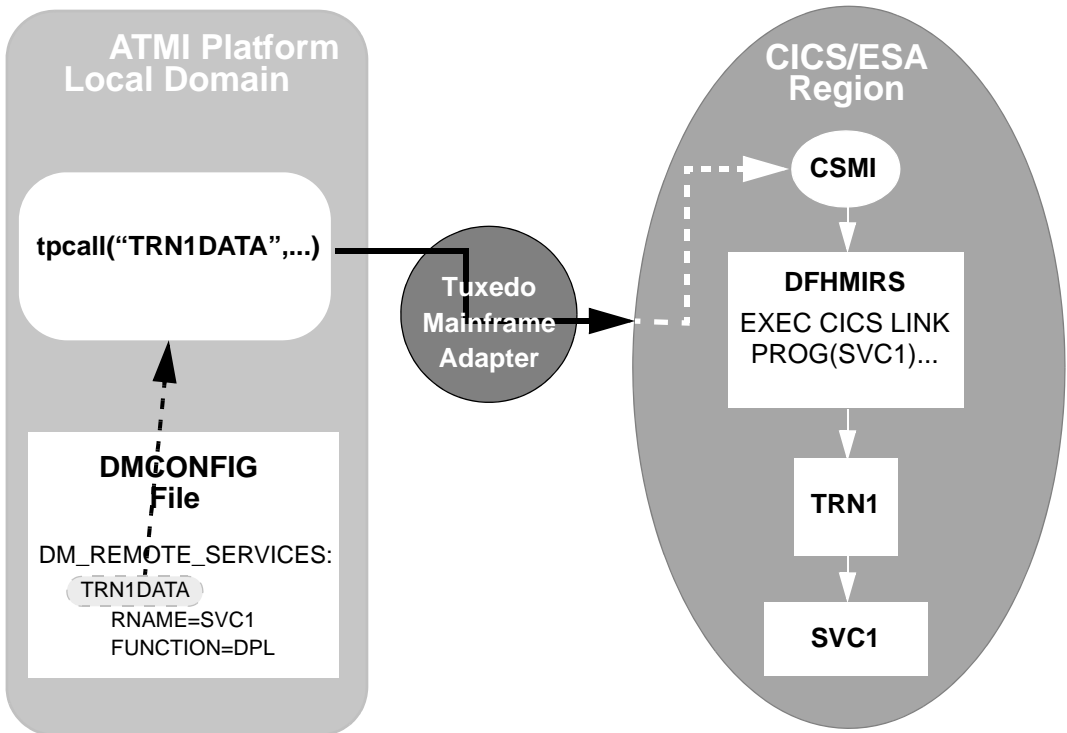 ATMI Platform
Local Domain
tpcall(“TRN1DATA”,...)
DMCONFIG
File
DM_REMOTE_SERVICES:
TRN1DATA
RNAME=SVC1
FUNCTION=DPL
Tuxedo
Mainframe
Adapter
CICS/ESA
Region
CSMI
DFHMIRS
EXEC CICS LINK
PROG(SVC1)...
TRN1
SVC1